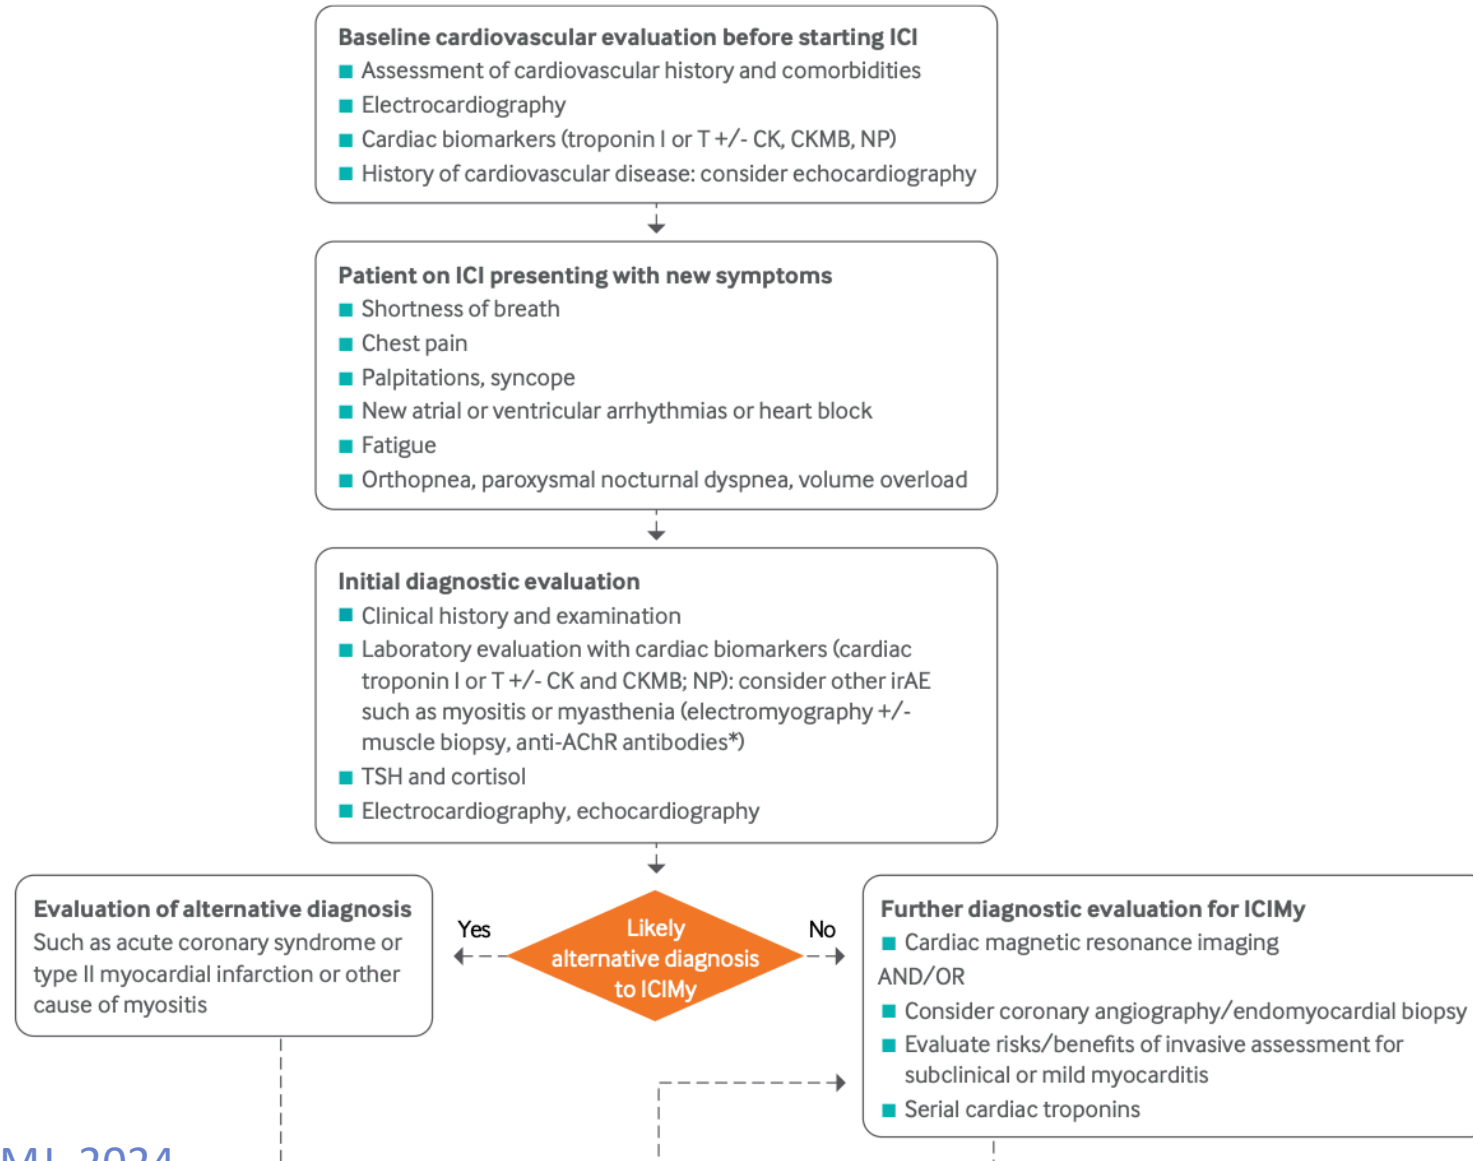 Baseline cardiovascular evaluation before starting ICI
Assessment of cardiovascular history and comorbidities
Electrocardiography
Cardiac biomarkers (troponin I or T +/- CK, CKMB, NP)
History of cardiovascular disease: consider echocardiography
Patient on ICI presenting with new symptoms
Shortness of breath
Chest pain
Palpitations, syncope
New atrial or ventricular arrhythmias or heart block
Fatigue
Orthopnea, paroxysmal nocturnal dyspnea, volume overload
Initial diagnostic evaluation
Clinical history and examination
Laboratory evaluation with cardiac biomarkers (cardiac
troponin I or T +/- CK and CKMB; NP): consider other irAE
such as myositis or myasthenia (electromyography +/-
muscle biopsy, anti-AChR antibodies*)
TSH and cortisol
Electrocardiography, echocardiography
Likely
alternative diagnosis
to ICIMy
Yes
No
Evaluation of alternative diagnosis
Such as acute coronary syndrome or
type II myocardial infarction or other
cause of myositis
Further diagnostic evaluation for ICIMy
Cardiac magnetic resonance imaging
AND/OR
Consider coronary angiography/endomyocardial biopsy
Evaluate risks/benefits of invasive assessment for
subclinical or mild myocarditis
Serial cardiac troponins
2024